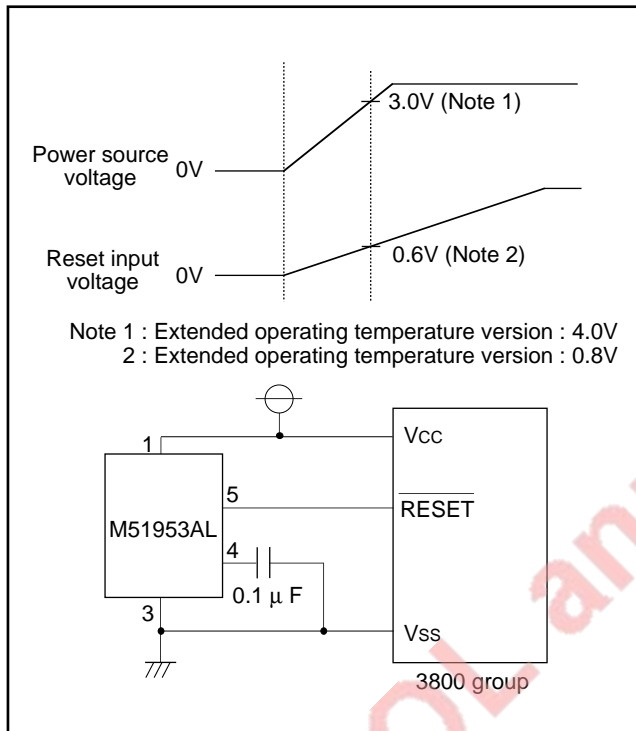 3.0V (Note 1)
Power source
voltage
0V
0.6V (Note 2)
Reset input
voltage
0V
Note 1 : Extended operating temperature version : 4.0V
2 : Extended operating temperature version : 0.8V
1
VCC
5
RESET
M51953AL
4
0.1 μ F
3
VSS
3800 group
OL an